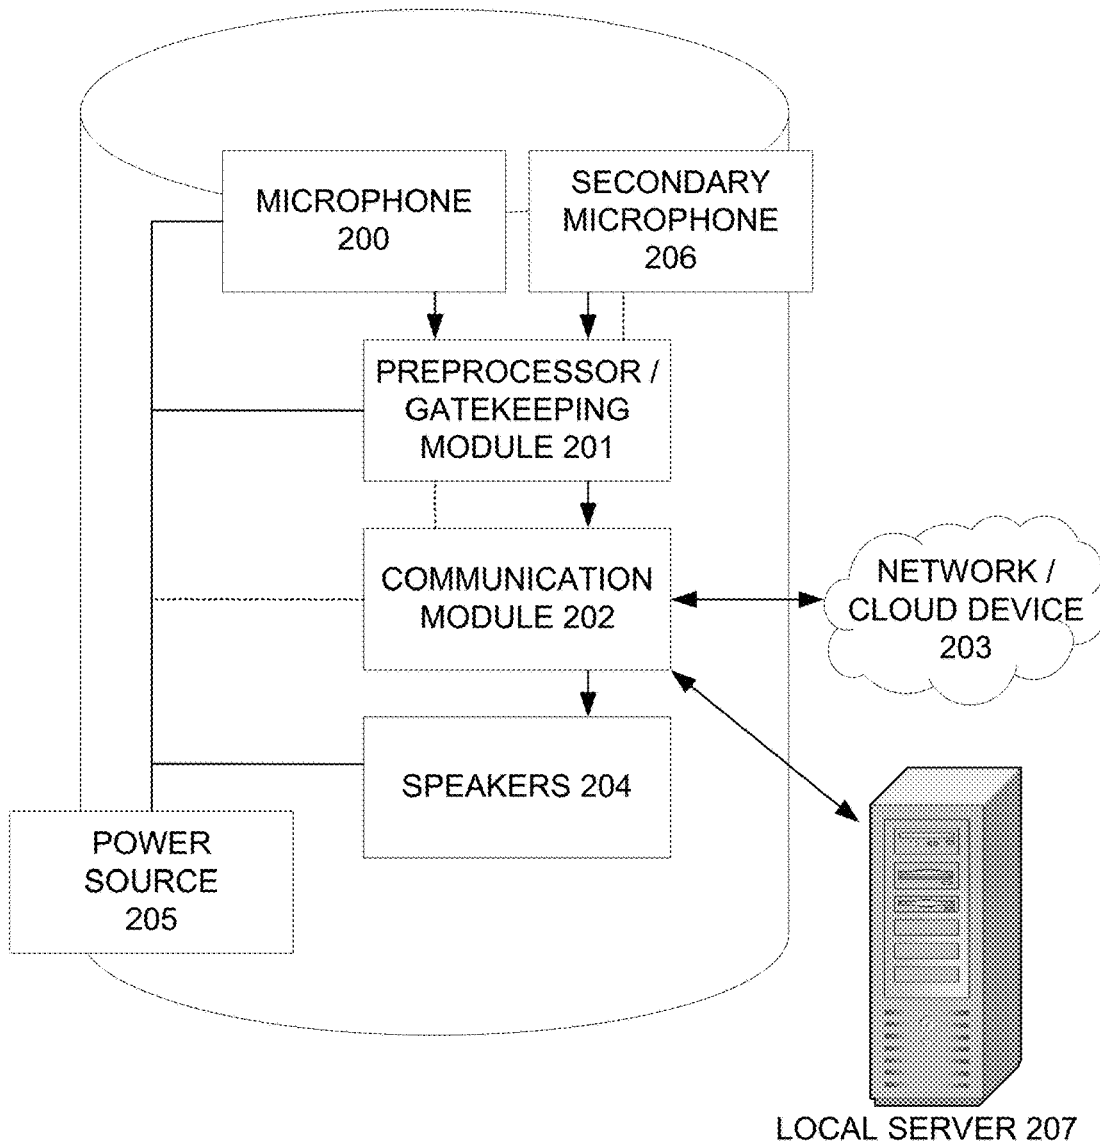 MICROPHONE
200
SECONDARY
MICROPHONE
206
PREPROCESSOR /
GATEKEEPING
MODULE 201
COMMUNICATION
MODULE 202
NETWORK /
CLOUD DEVICE
203
SPEAKERS 204
POWER
SOURCE
205
LOCAL SERVER 207